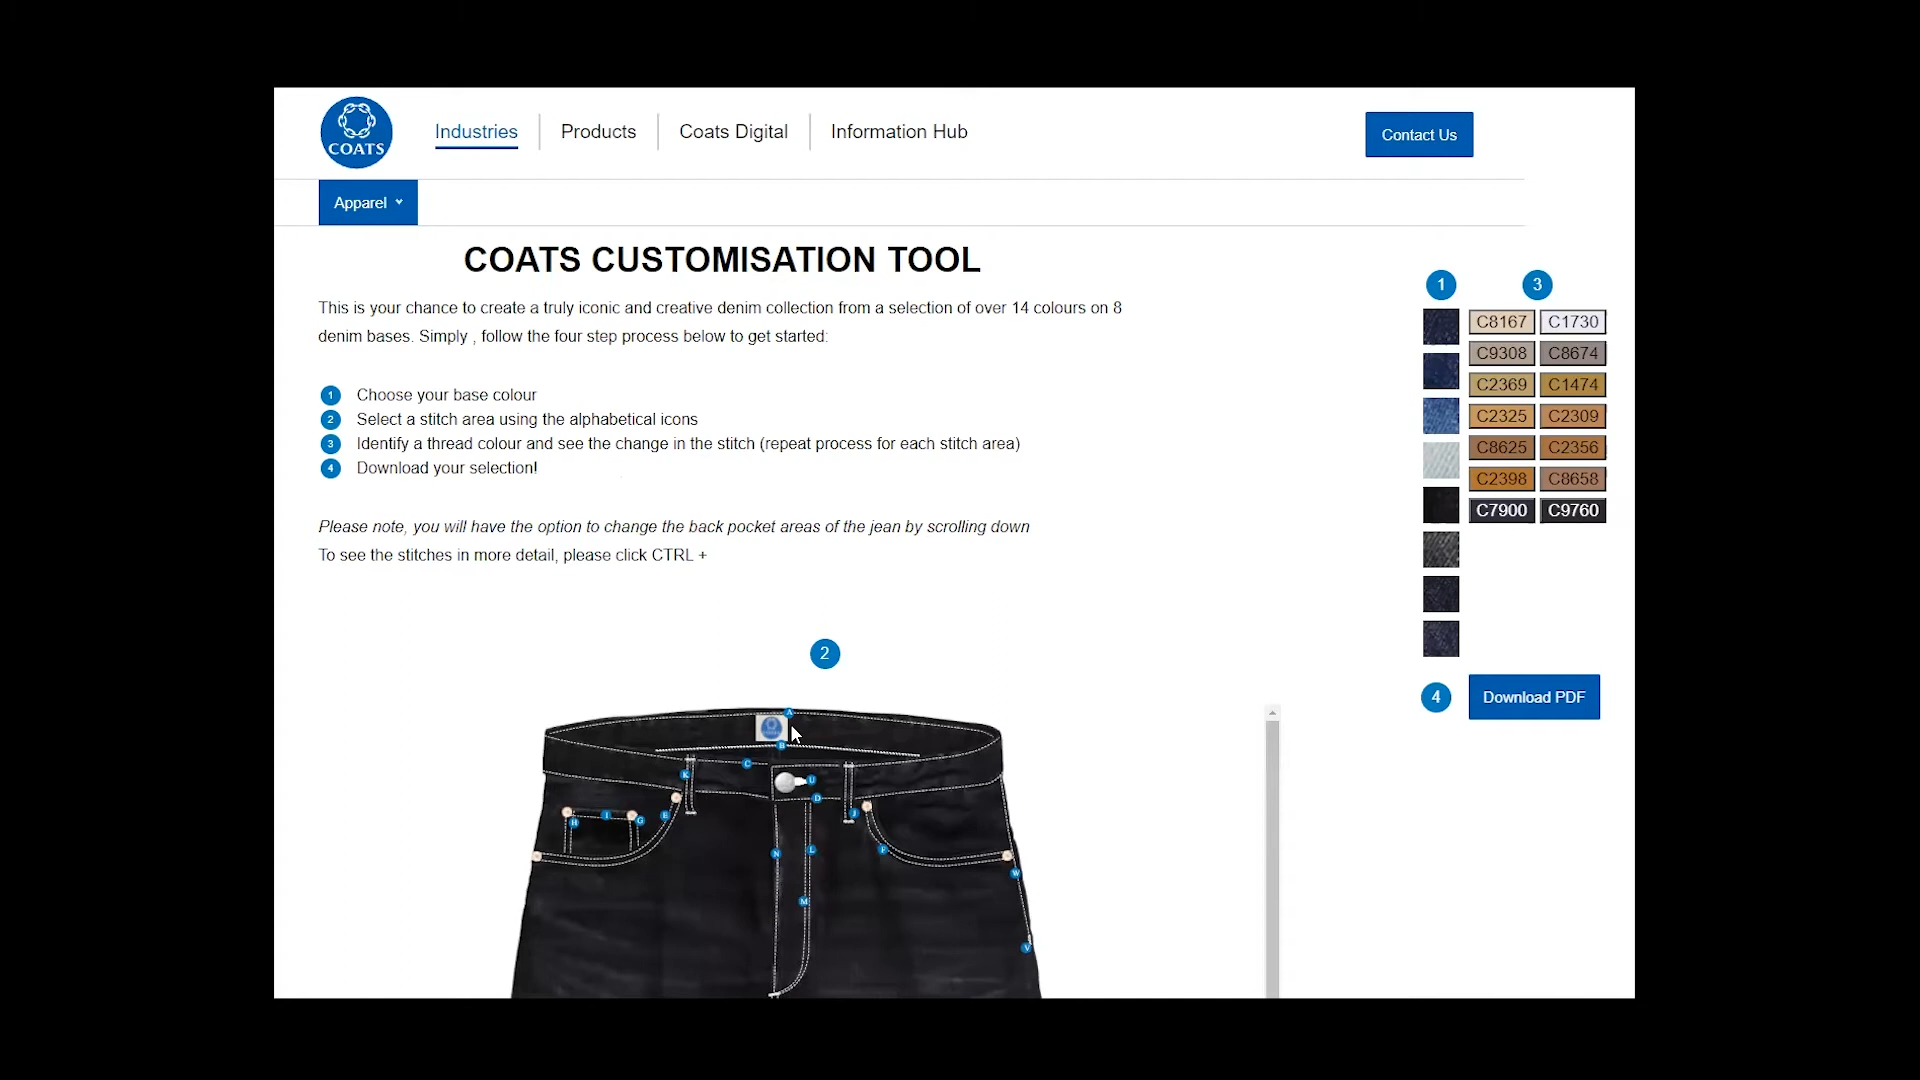 COATS
Industries
Products
Coats Digital
Information Hub
Contact Us
Apparel
COATS CUSTOMISATION TOOL
This is your chance to create a truly iconic and creative denim collection from a selection of over 14 colours on 8
denim bases. Simply , follow the four step process below to get started:
1 Choose your base colour
2 Select a stitch area using the alphabetical icons
3 Identify a thread colour and see the change in the stitch (repeat process for each stitch area)
4 Download your selection!
Please note, you will have the option to change the back pocket areas of the jean by scrolling down
To see the stitches in more detail, please click CTRL +
1
3
C8167 C1730
C9308 C8674
C2369 C1474
C2325 C2309
C8625 C2356
C2398 C8658
C7900 C9760
4
Download PDF
2
A
B
C
K
U
D
H
I
G
E
J
N
L
F
W
M
V